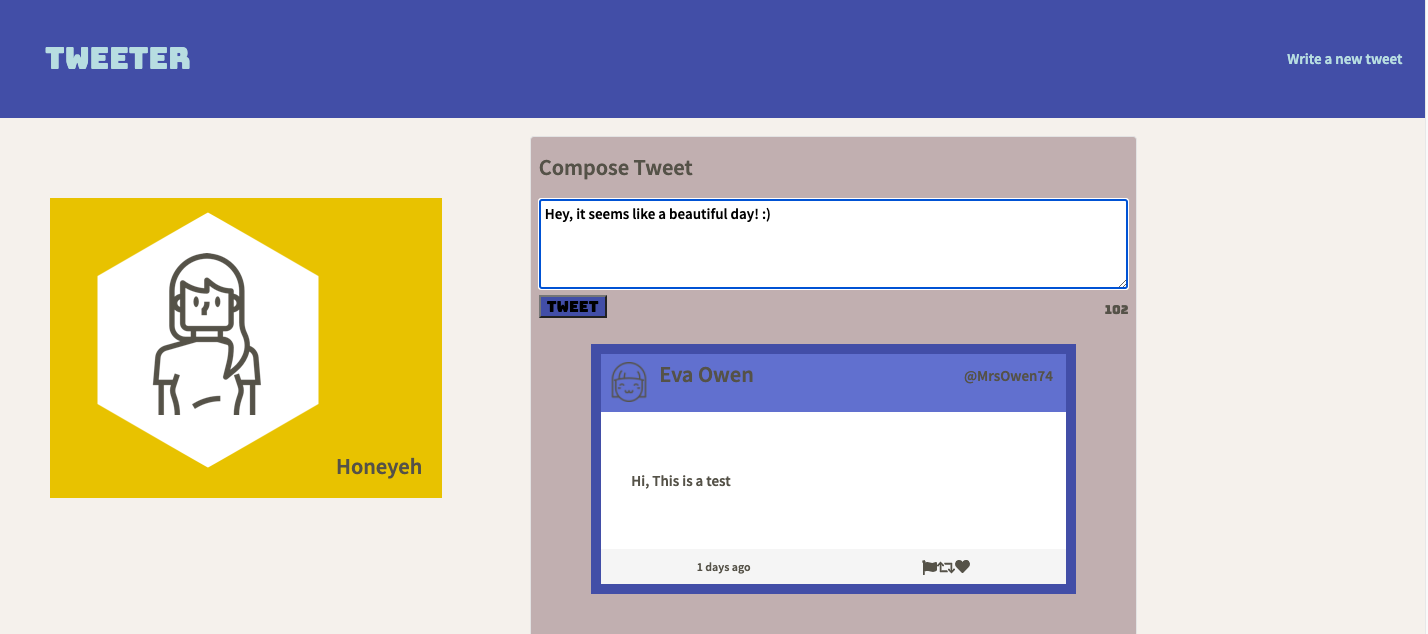 TWEETER
Write a new tweet
Compose Tweet
Hey, it seems like a beautiful day! :)
TWEET
102
Eva Owen
@MrsOwen74
Honeyeh
Hi, This is a test
1 days ago